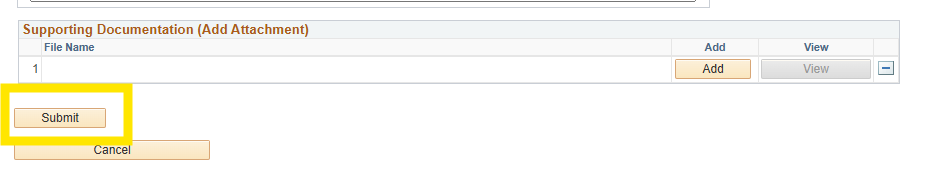 Supporting Documentation (Add Attachment)
File Name Add View
1 Add View
Submit
Cancel